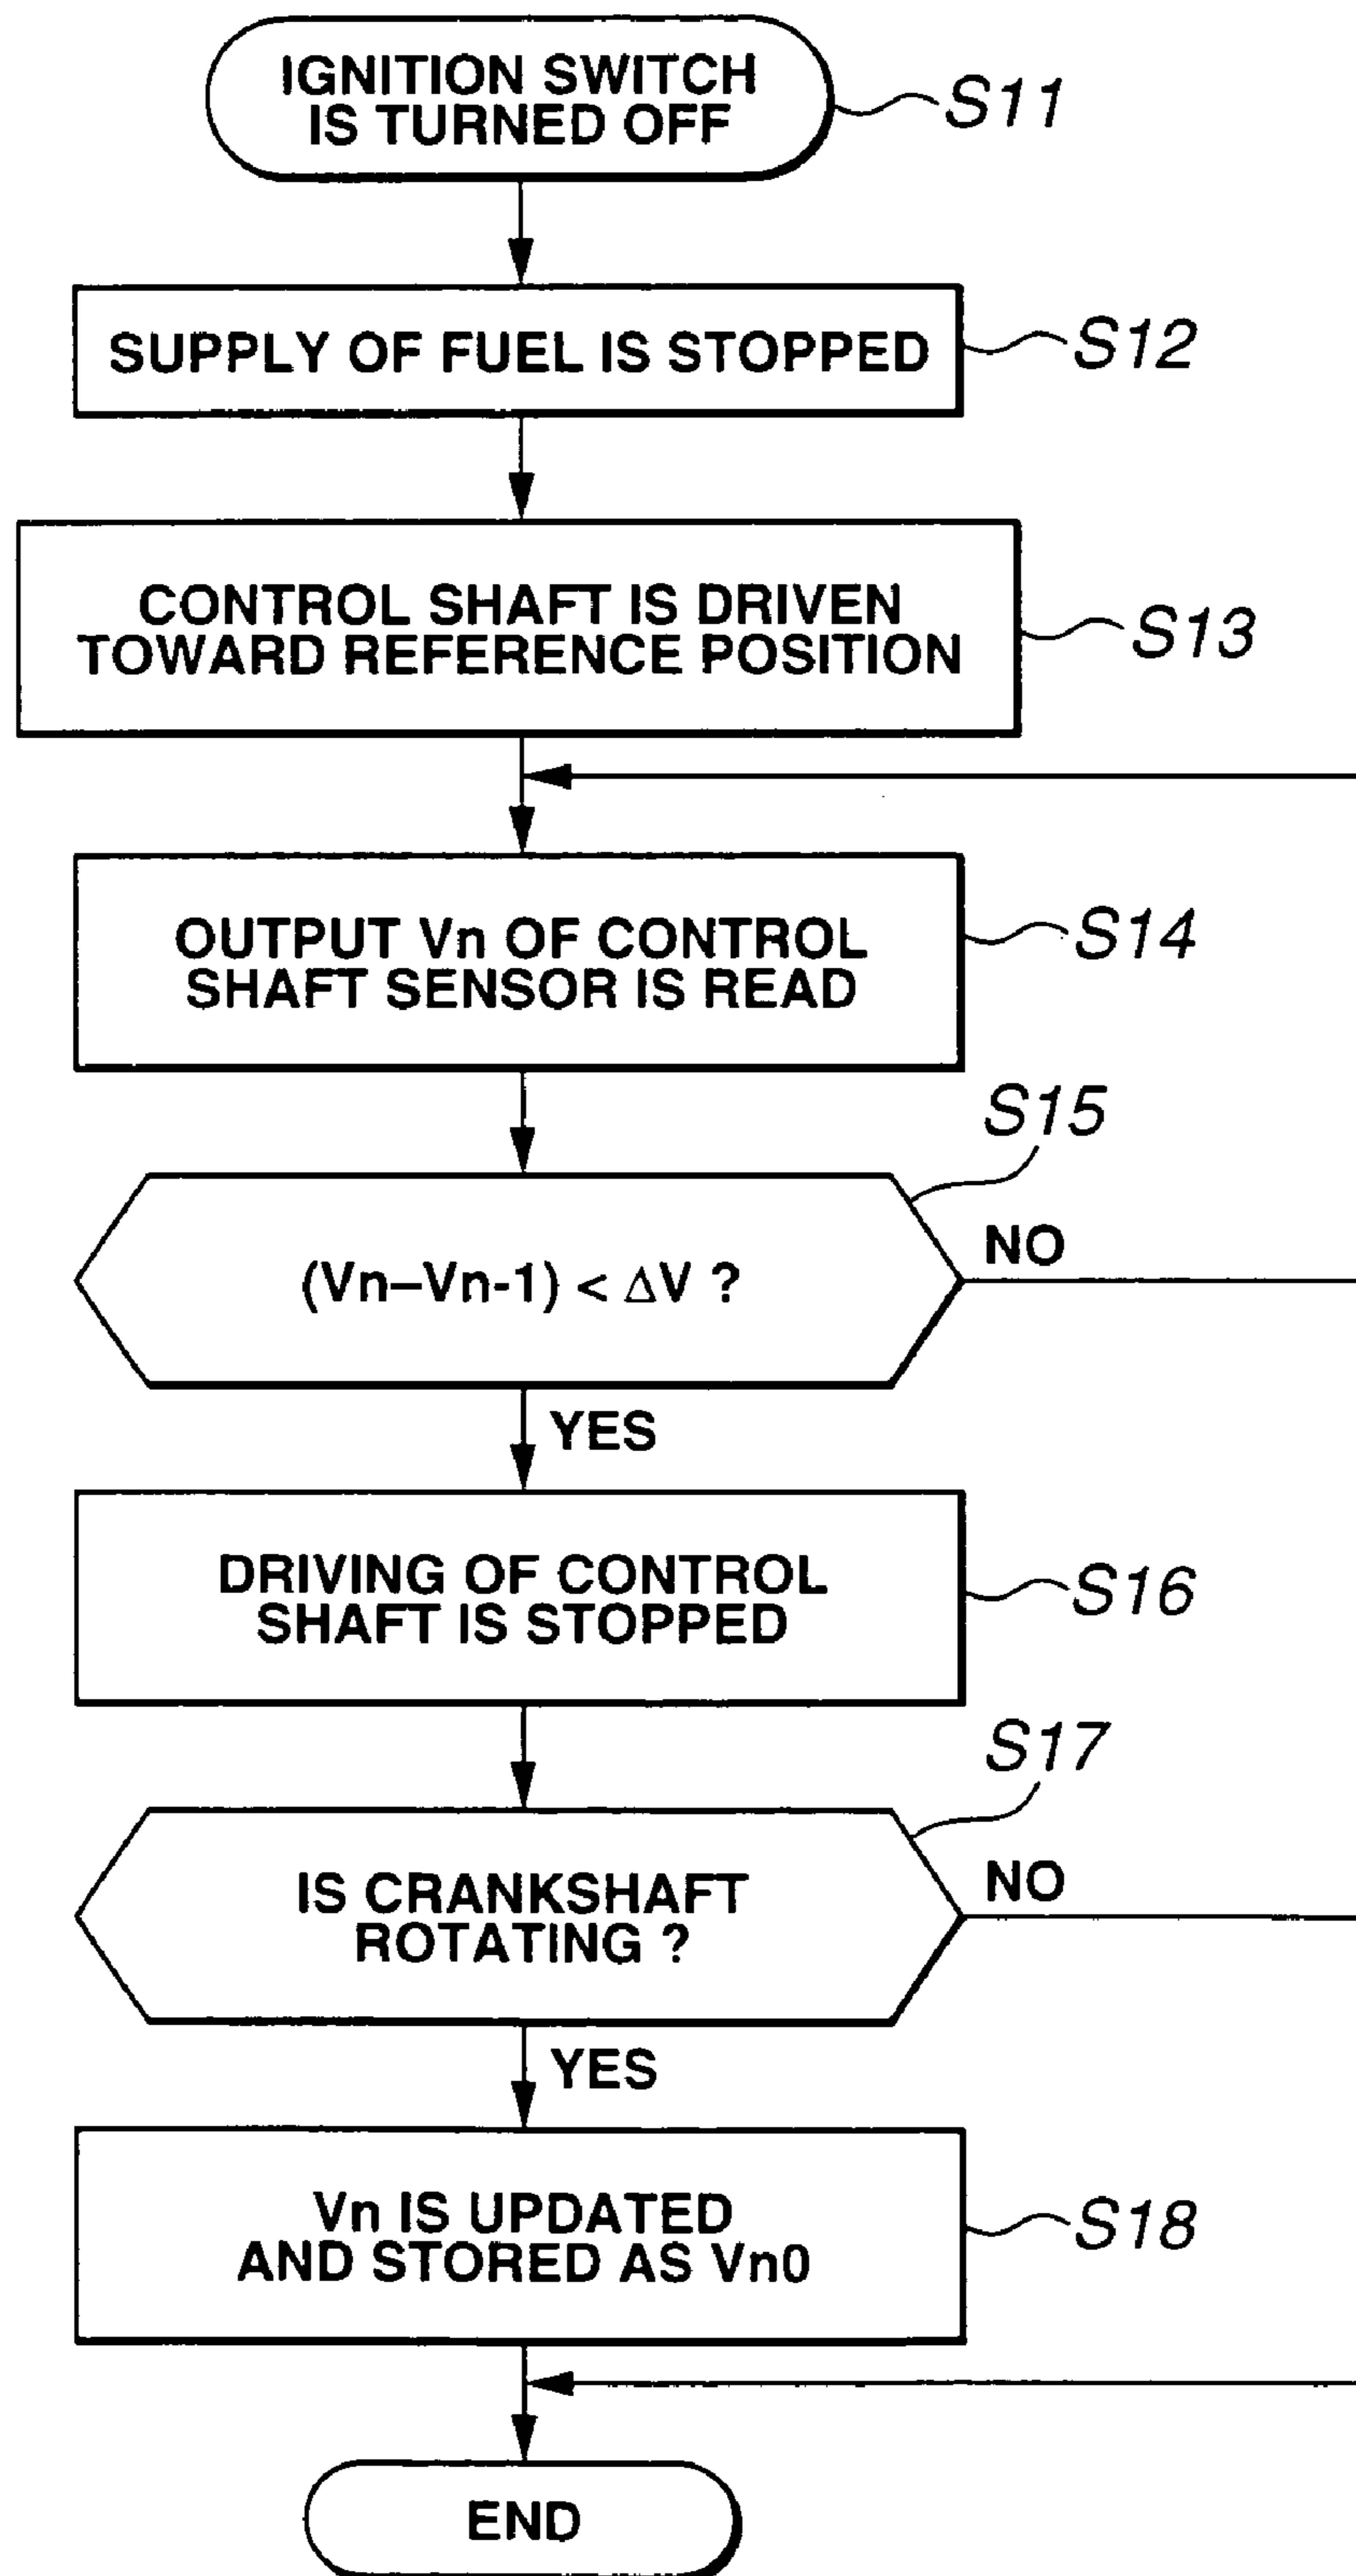 IGNITION SWITCH
IS TURNED OFF
S11
SUPPLY OF FUEL IS STOPPED
S12
CONTROL SHAFT IS DRIVEN
TOWARD REFERENCE POSITION
S13
OUTPUT Vn OF CONTROL
SHAFT SENSOR IS READ
S14
S15
(Vn–Vn-1) < ΔV ?
NO
YES
DRIVING OF CONTROL
SHAFT IS STOPPED
S16
S17
IS CRANKSHAFT
ROTATING ?
NO
YES
Vn IS UPDATED
AND STORED AS Vn0
S18
END